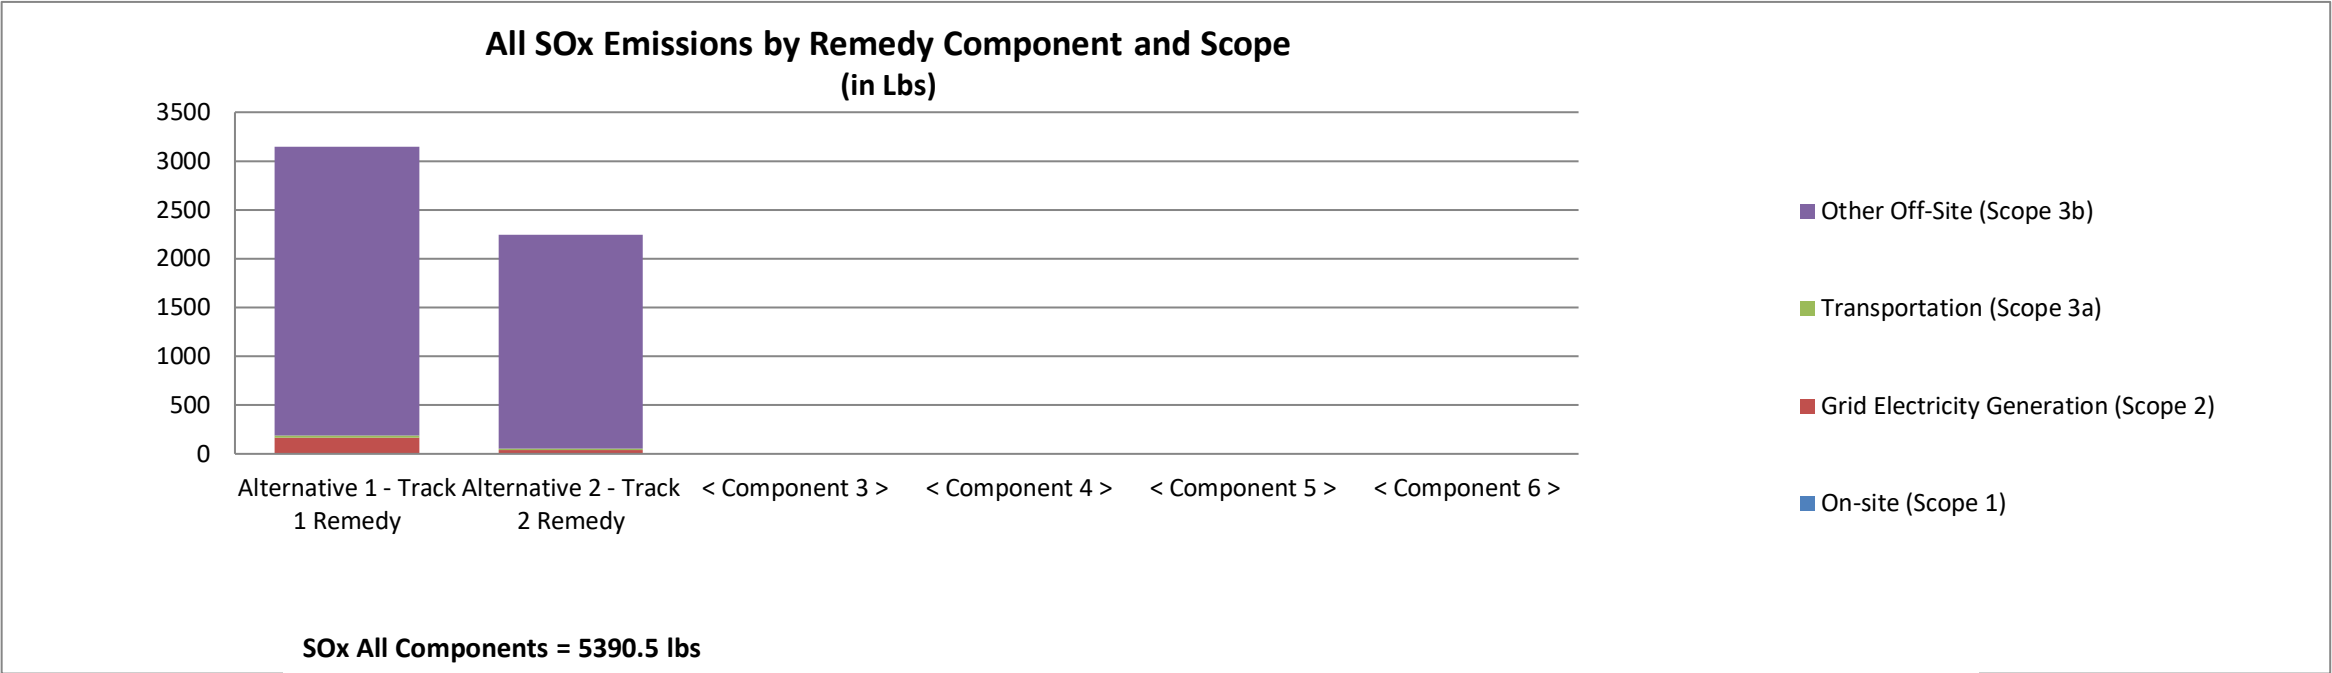 All SOx Emissions by Remedy Component and Scope
(in Lbs)
3500
3000
2500
2000
1500
1000
500
0
Alternative 1 - Track
1 Remedy
Alternative 2 - Track
2 Remedy
< Component 3 >
< Component 4 >
< Component 5 >
< Component 6 >
Other Off-Site (Scope 3b)
Transportation (Scope 3a)
Grid Electricity Generation (Scope 2)
On-site (Scope 1)
SOx All Components = 5390.5 lbs